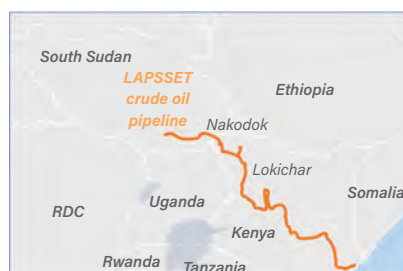 South Sudan
LAPSSET
crude oil
pipeline
Ethiopia
Nakodok
Lokichar
Somalia
Uganda
RDC
Kenya
Rwanda
Tanzania